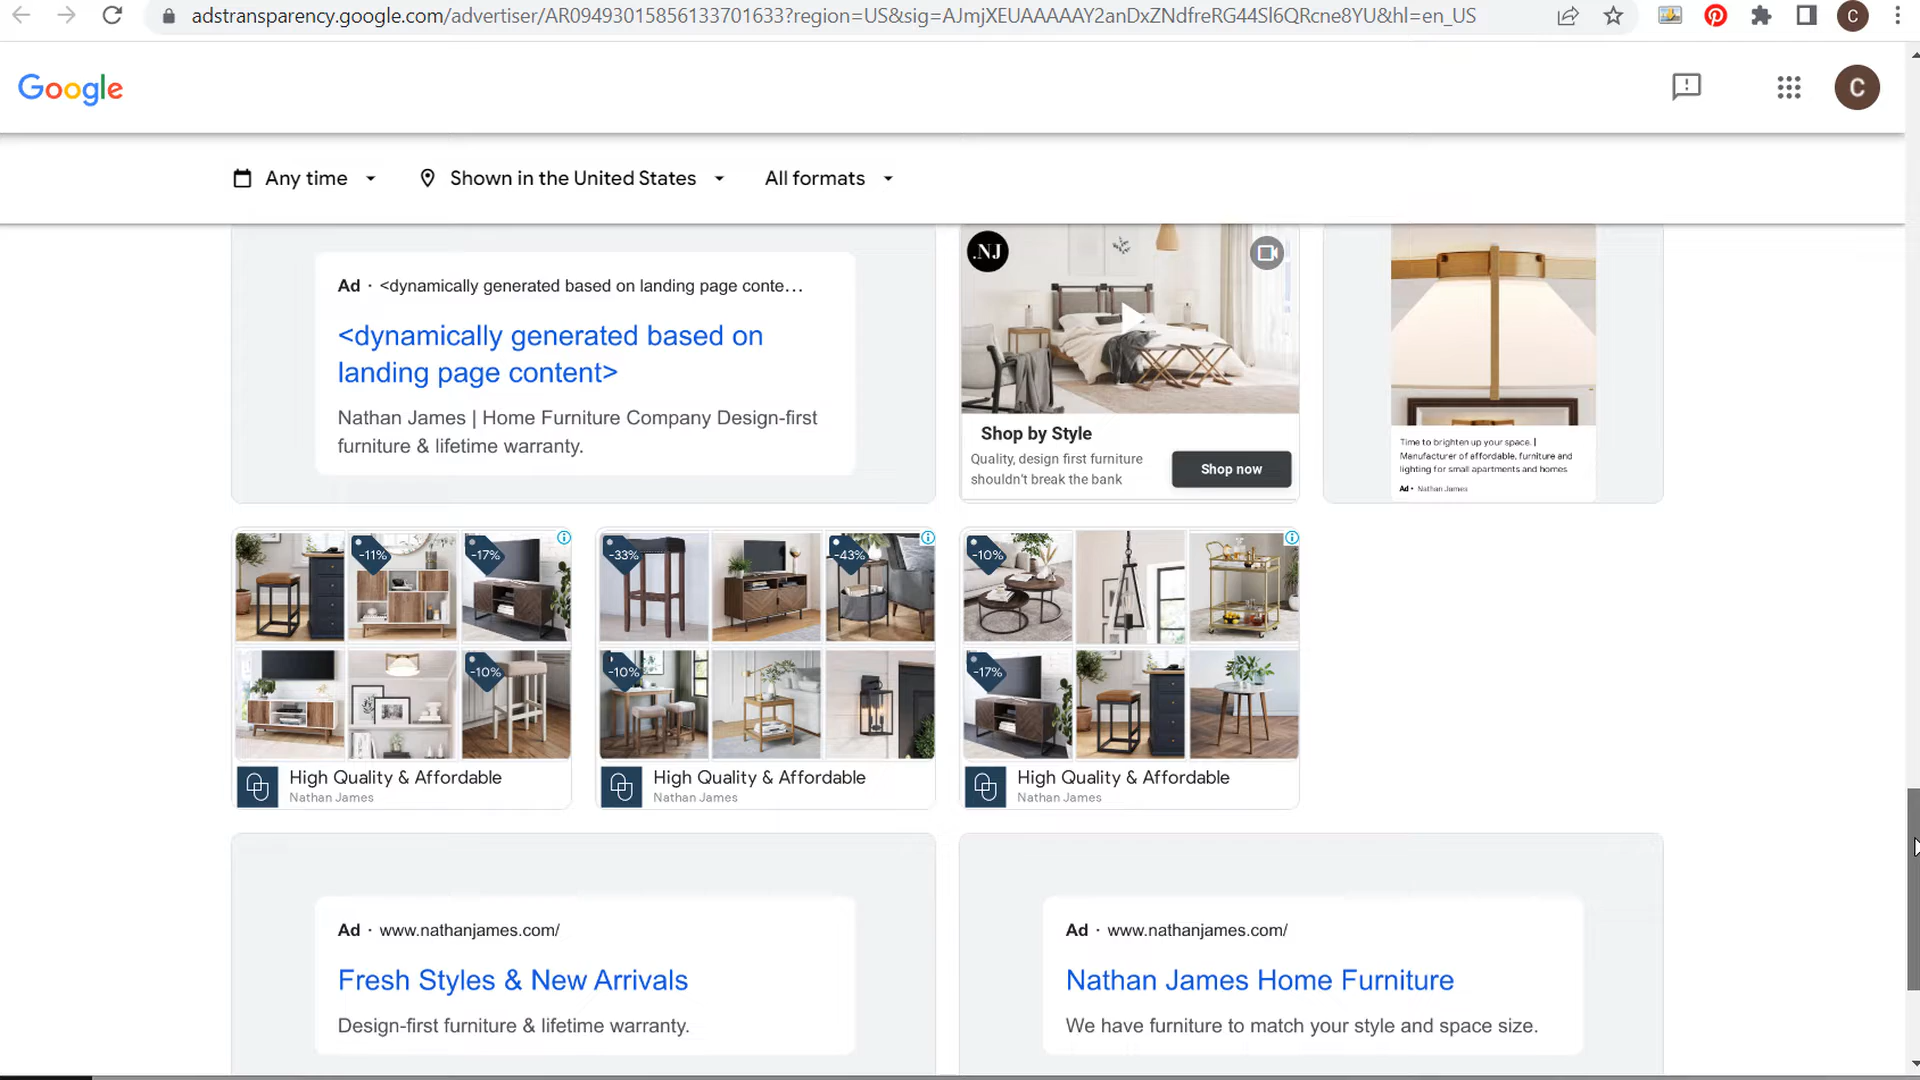 adstransparency.google.com/advertiser/AR09493015856133701633?region=US&sig=AJmjXEUAAAAAY2anDxZNdfreRG44Sl6QRcne8YU&hl=en_US
C
Google
C
Any time
Shown in the United States
All formats
Ad · <dynamically generated based on landing page conte...
<dynamically generated based on
landing page content>
Nathan James | Home Furniture Company Design-first
furniture & lifetime warranty.
.NJ
Shop by Style
Quality, design first furniture
shouldn't break the bank
Shop now
Time to brighten up your space. |
Manufacturer of affordable, furniture and
lighting for small apartments and homes
Ad · Nathan James
-11%
-17%
-10%
High Quality & Affordable
Nathan James
-33%
-43%
-10%
High Quality & Affordable
Nathan James
-10%
-17%
High Quality & Affordable
Nathan James
Ad · www.nathanjames.com/
Fresh Styles & New Arrivals
Design-first furniture & lifetime warranty.
Ad · www.nathanjames.com/
Nathan James Home Furniture
We have furniture to match your style and space size.